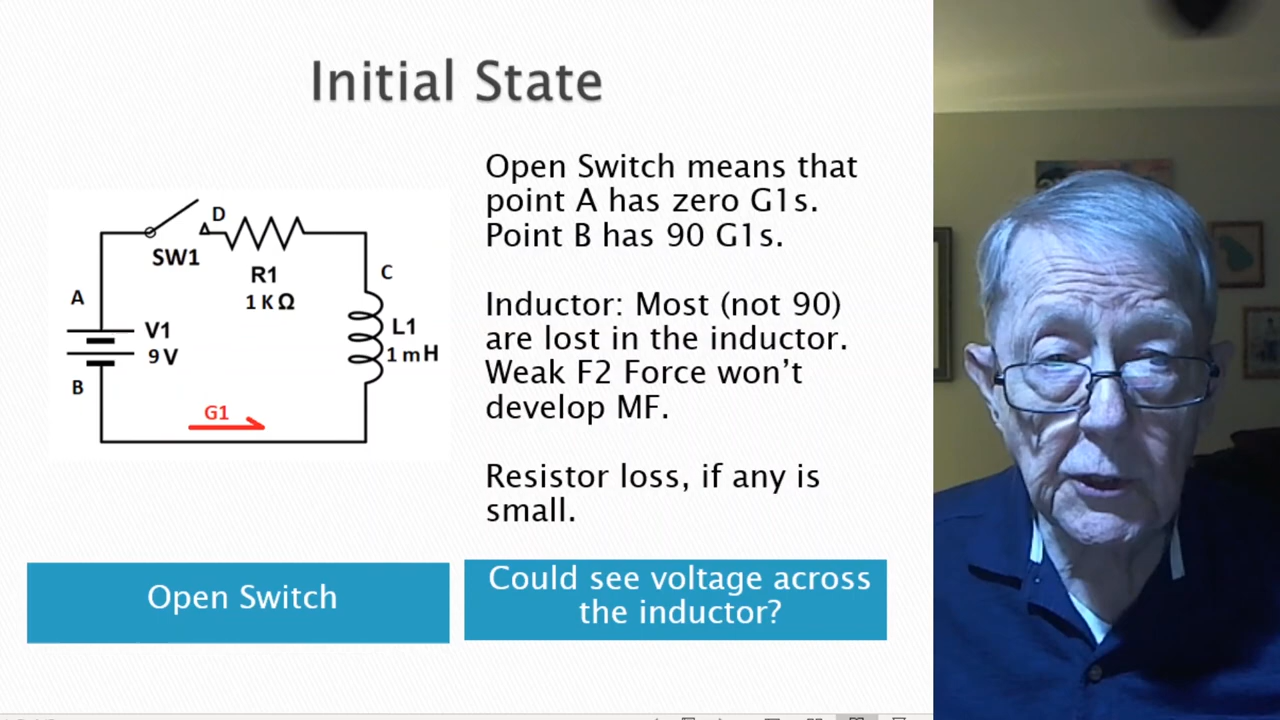 Initial State
Open Switch means that
point A has zero G1s.
Point B has 90 G1s.
Inductor: Most (not 90)
are lost in the inductor.
Weak F2 Force won't
develop MF.
Resistor loss, if any is
small.
D
SW1
R1
1 K Ω
C
A
V1
9 V
L1
1 mH
B
G1
Open Switch
Could see voltage across
the inductor?